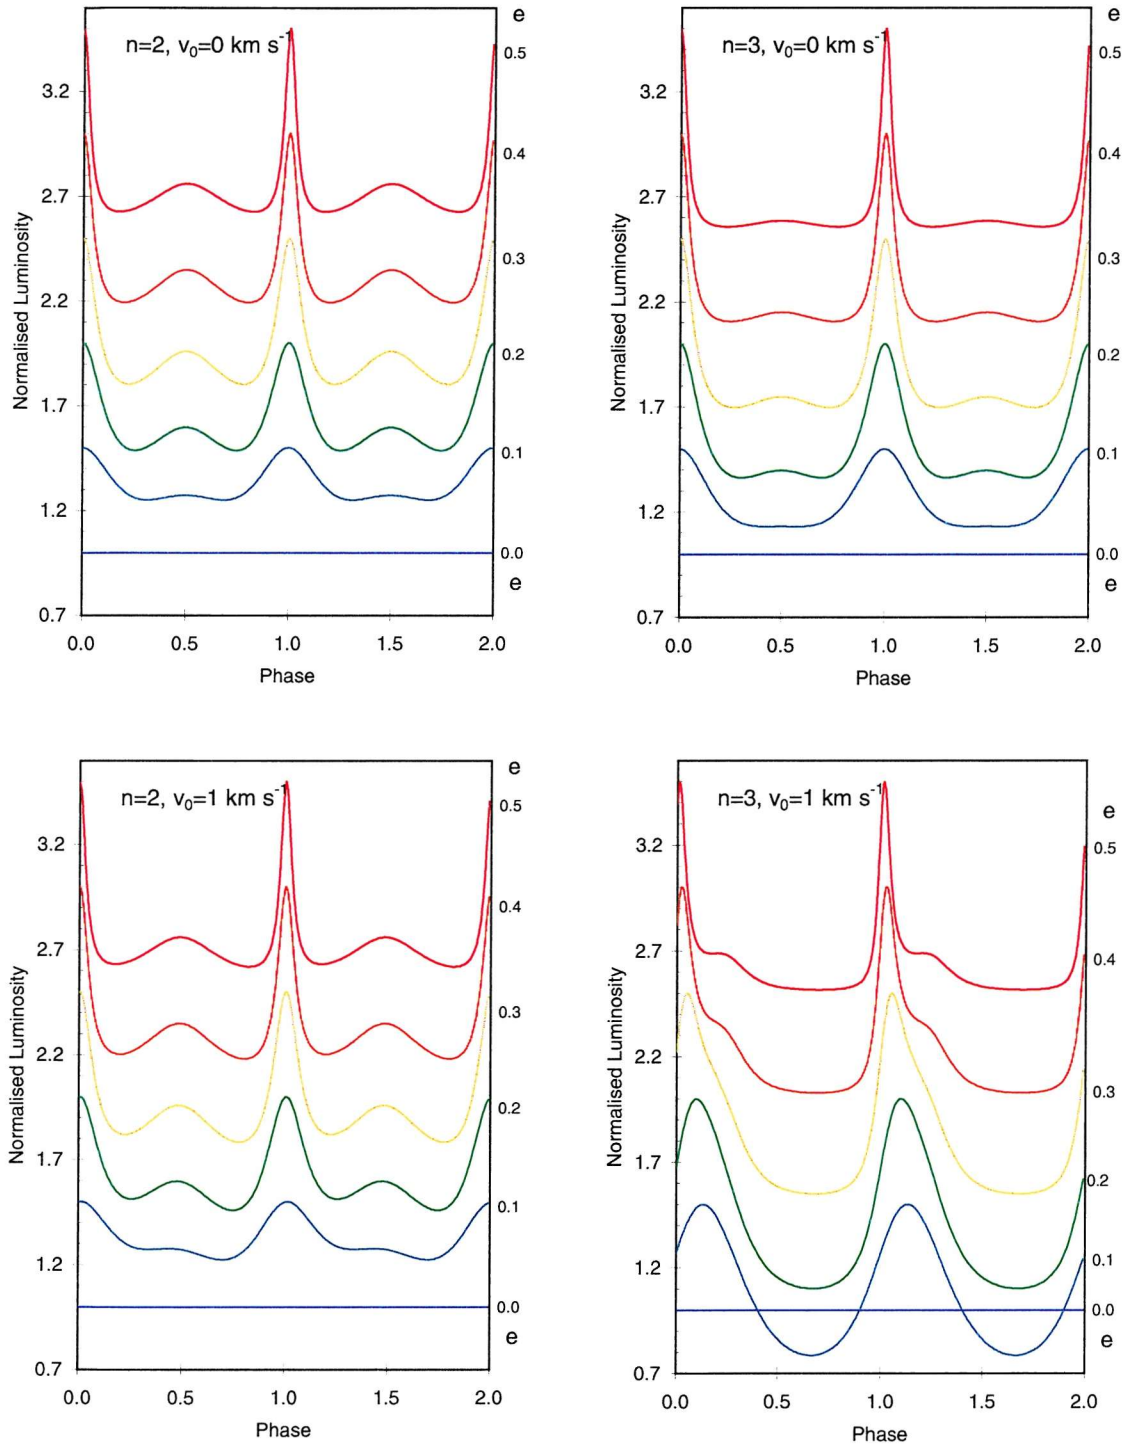 n=2, v₀=0 km s⁻¹
e
0.5
0.4
0.3
0.2
0.1
0.0
e
3.2
2.7
2.2
1.7
1.2
0.7
Normalised Luminosity
0.0 0.5 1.0 1.5 2.0
Phase
n=3, v₀=0 km s⁻¹
e
0.5
0.4
0.3
0.2
0.1
0.0
e
3.2
2.7
2.2
1.7
1.2
0.7
Normalised Luminosity
0.0 0.5 1.0 1.5 2.0
Phase
n=2, v₀=1 km s⁻¹
e
0.5
0.4
0.3
0.2
0.1
0.0
e
3.2
2.7
2.2
1.7
1.2
0.7
Normalised Luminosity
0.0 0.5 1.0 1.5 2.0
Phase
n=3, v₀=1 km s⁻¹
e
0.5
0.4
0.3
0.2
0.1
0.0
e
3.2
2.7
2.2
1.7
1.2
0.7
Normalised Luminosity
0.0 0.5 1.0 1.5 2.0
Phase